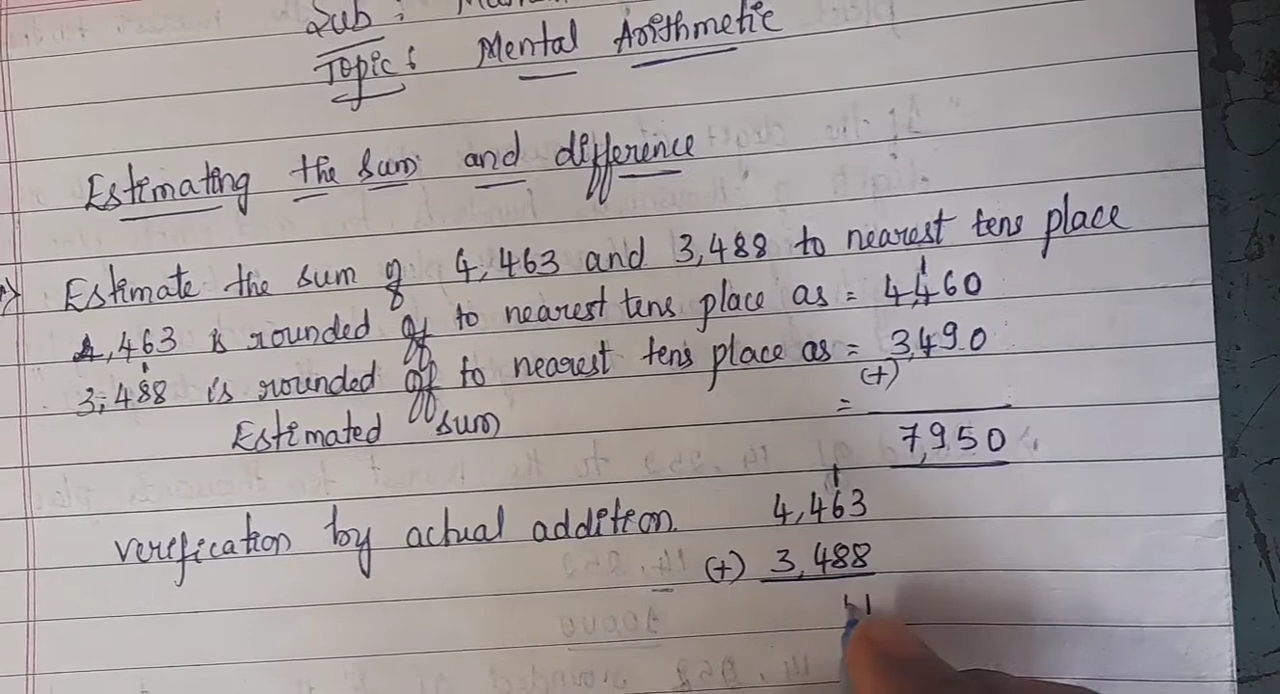 Sub :
Topic : Mental Arithmetic
Estimating the sum and difference
Estimate the sum of 4,463 and 3,488 to nearest tens place
4,463 is rounded of to nearest tens place as = 4,460
3,488 is rounded off to nearest tens place as = 3,490
(+)
Estimated sum = 7,950
verification by actual addition. 4,463
(+) 3,488